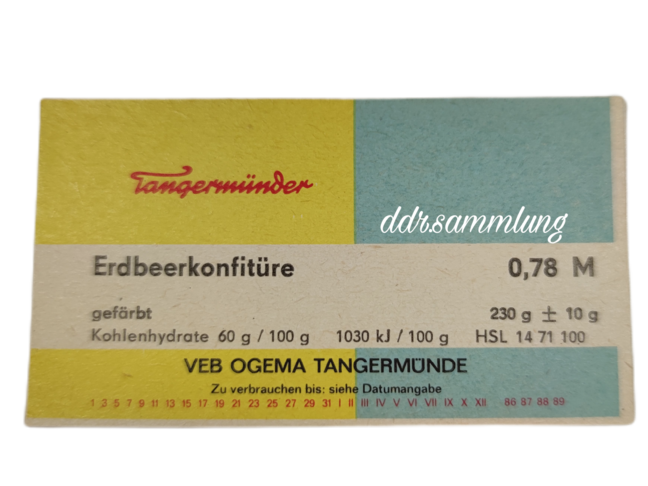 Tangermünder
ddr.sammlung
Erdbeerkonfitüre 0,78 M
gefärbt 230 g ± 10 g
Kohlenhydrate 60 g / 100 g 1030 kJ / 100 g HSL 14 71 100
VEB OGEMA TANGERMÜNDE
Zu verbrauchen bis: siehe Datumangabe
1 3 5 7 9 11 13 15 17 19 21 23 25 27 29 31 I II III IV V VI VII IX X XII 86 87 88 89